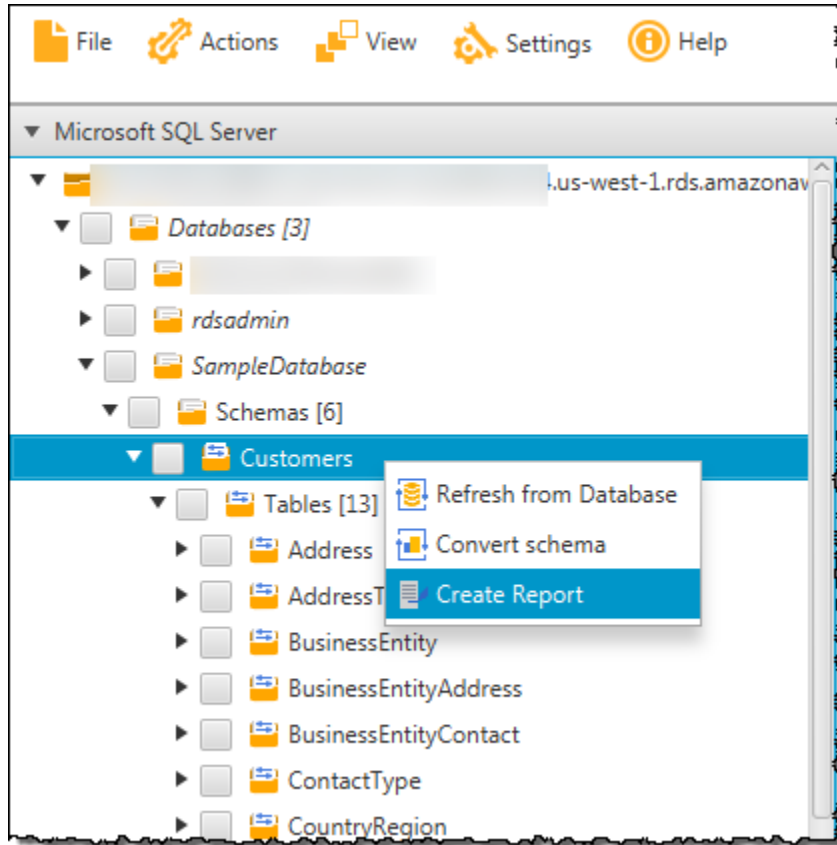 File Actions View Settings Help
Microsoft SQL Server
.us-west-1.rds.amazonaw
Databases [3]
rdsadmin
SampleDatabase
Schemas [6]
Customers
Refresh from Database
Tables [13]
Convert schema
Address
Create Report
AddressT
BusinessEntity
BusinessEntityAddress
BusinessEntityContact
ContactType
CountryRegion